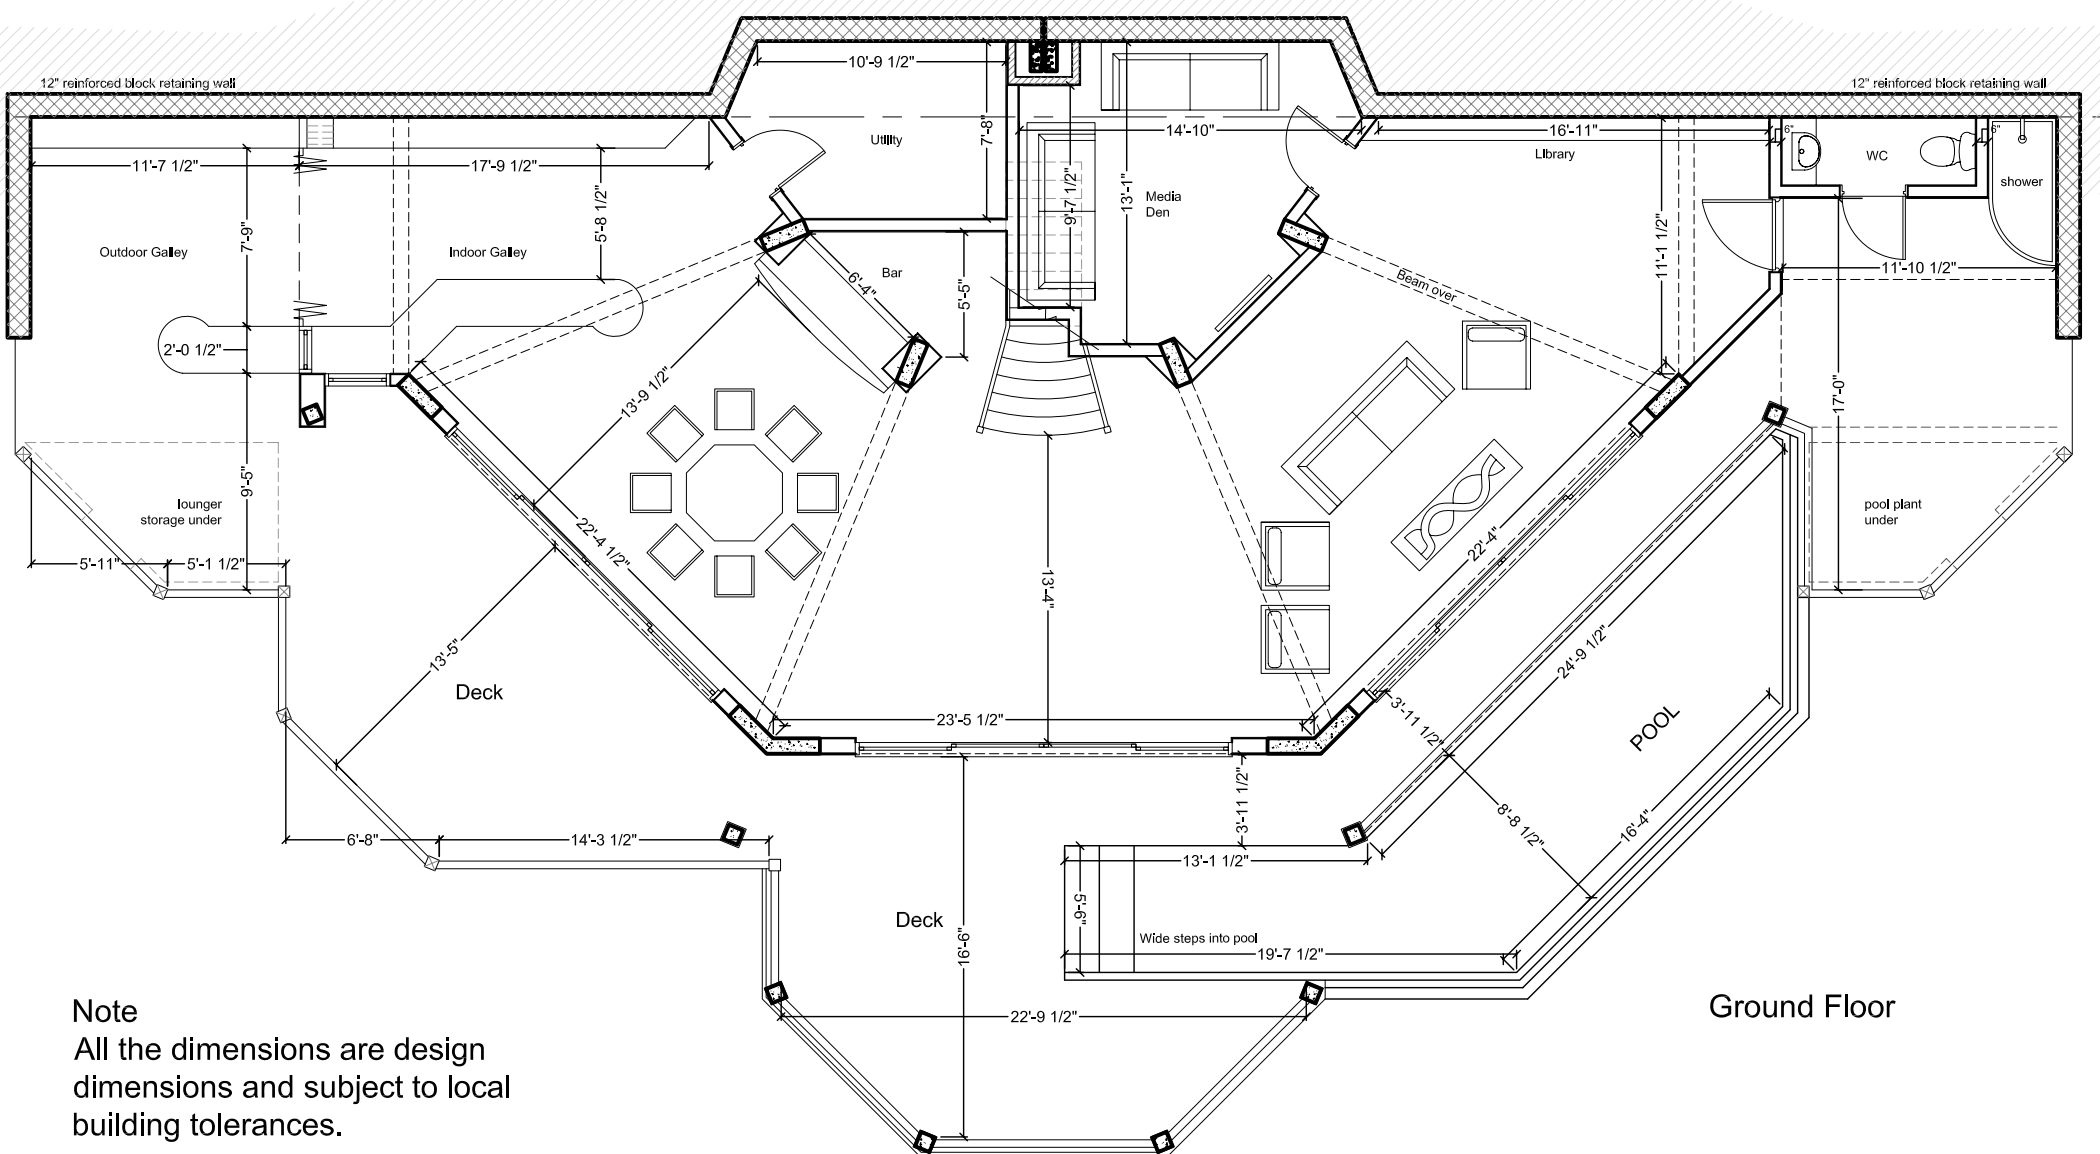 12" reinforced block retaining wall
12" reinforced block retaining wall
10'-9 1/2"
7'-8"
Utility
14'-10"
13'-1"
9'-7 1/2"
Media
Den
16'-11"
Library
6"
WC
6"
shower
11'-7 1/2"
17'-9 1/2"
5'-8 1/2"
7'-9"
Outdoor Galley
Indoor Galley
Bar
6'-4"
5'-5"
Beam over
11'-1 1/2"
11'-10 1/2"
2'-0 1/2"
13'-9 1/2"
17'-0"
9'-5"
lounger
storage under
pool plant
under
5'-11"
5'-1 1/2"
22'-4 1/2"
13'-4"
22'-4"
13'-5"
Deck
24'-9 1/2"
23'-5 1/2"
3'-11 1/2"
POOL
3'-11 1/2"
8'-8 1/2"
16'-4"
6'-8"
14'-3 1/2"
13'-1 1/2"
5'-6"
Deck
16'-6"
Wide steps into pool
19'-7 1/2"
22'-9 1/2"
Ground Floor
Note
All the dimensions are design
dimensions and subject to local
building tolerances.